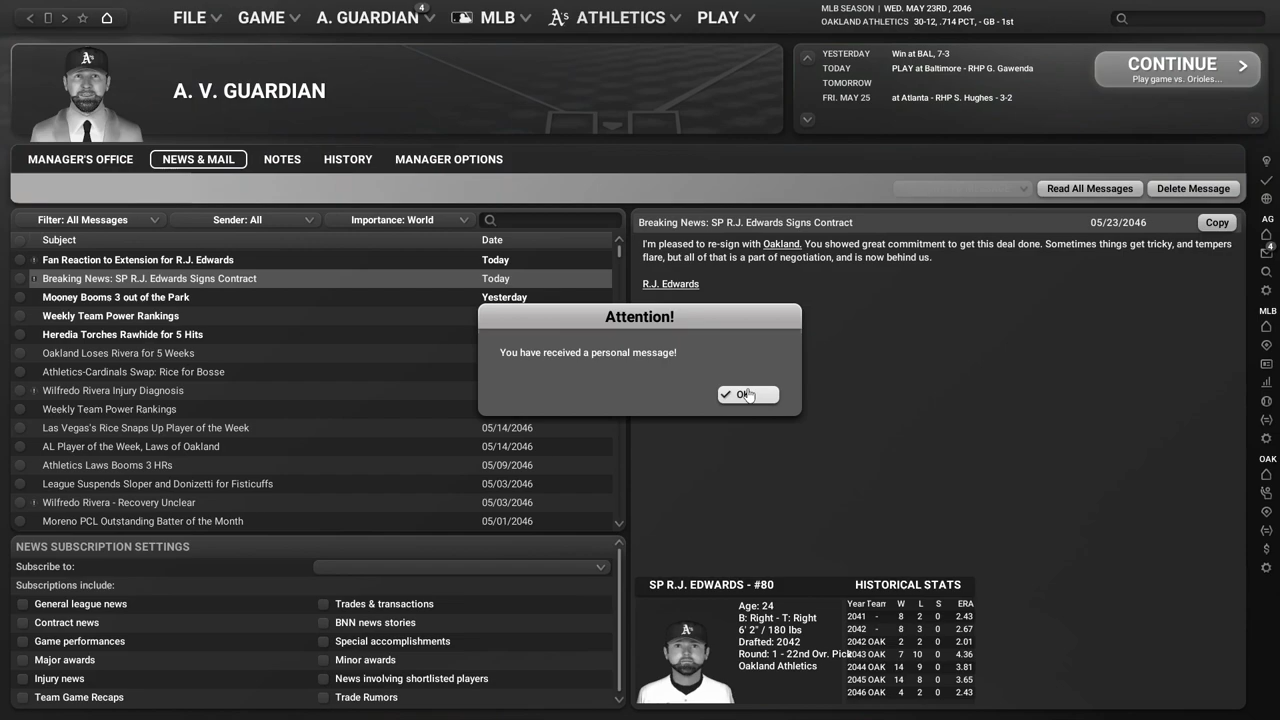 FILE
GAME
A. GUARDIAN
4
MLB
A's ATHLETICS
PLAY
MLB SEASON | WED. MAY 23RD , 2046
OAKLAND ATHLETICS 30-12, .714 PCT, - GB - 1st
A. V. GUARDIAN
YESTERDAY Win at BAL, 7-3
TODAY PLAY at Baltimore - RHP G. Gawenda
TOMORROW
FRI. MAY 25 at Atlanta - RHP S. Hughes - 3-2
CONTINUE
Play game vs. Orioles...
MANAGER'S OFFICE
NEWS & MAIL
NOTES
HISTORY
MANAGER OPTIONS
Read All Messages
Delete Message
Filter: All Messages
Sender: All
Importance: World
Subject Date
Fan Reaction to Extension for R.J. Edwards Today
Breaking News: SP R.J. Edwards Signs Contract Today
Mooney Booms 3 out of the Park Yesterday
Weekly Team Power Rankings
Heredia Torches Rawhide for 5 Hits
Oakland Loses Rivera for 5 Weeks
Athletics-Cardinals Swap: Rice for Bosse
Wilfredo Rivera Injury Diagnosis
Weekly Team Power Rankings
Las Vegas's Rice Snaps Up Player of the Week 05/14/2046
AL Player of the Week, Laws of Oakland 05/14/2046
Athletics Laws Booms 3 HRs 05/09/2046
League Suspends Sloper and Donizetti for Fisticuffs 05/03/2046
Wilfredo Rivera - Recovery Unclear 05/03/2046
Moreno PCL Outstanding Batter of the Month 05/01/2046
Breaking News: SP R.J. Edwards Signs Contract 05/23/2046
Copy
I'm pleased to re-sign with Oakland. You showed great commitment to get this deal done. Sometimes things get tricky, and tempers
flare, but all of that is a part of negotiation, and is now behind us.
R.J. Edwards
Attention!
You have received a personal message!
Ok
NEWS SUBSCRIPTION SETTINGS
Subscribe to:
Subscriptions include:
General league news Trades & transactions
Contract news BNN news stories
Game performances Special accomplishments
Major awards Minor awards
Injury news News involving shortlisted players
Team Game Recaps Trade Rumors
SP R.J. EDWARDS - #80
Age: 24
B: Right - T: Right
6' 2" / 180 lbs
Drafted: 2042
Round: 1 - 22nd Ovr. Pick
Oakland Athletics
HISTORICAL STATS
Year Team W L S ERA
2041 - 8 2 0 2.43
2042 - 8 3 0 2.67
2042 OAK 2 2 0 2.01
2043 OAK 7 10 0 4.36
2044 OAK 14 9 0 3.81
2045 OAK 14 8 0 3.65
2046 OAK 4 2 0 2.43
AG
4
MLB
OAK